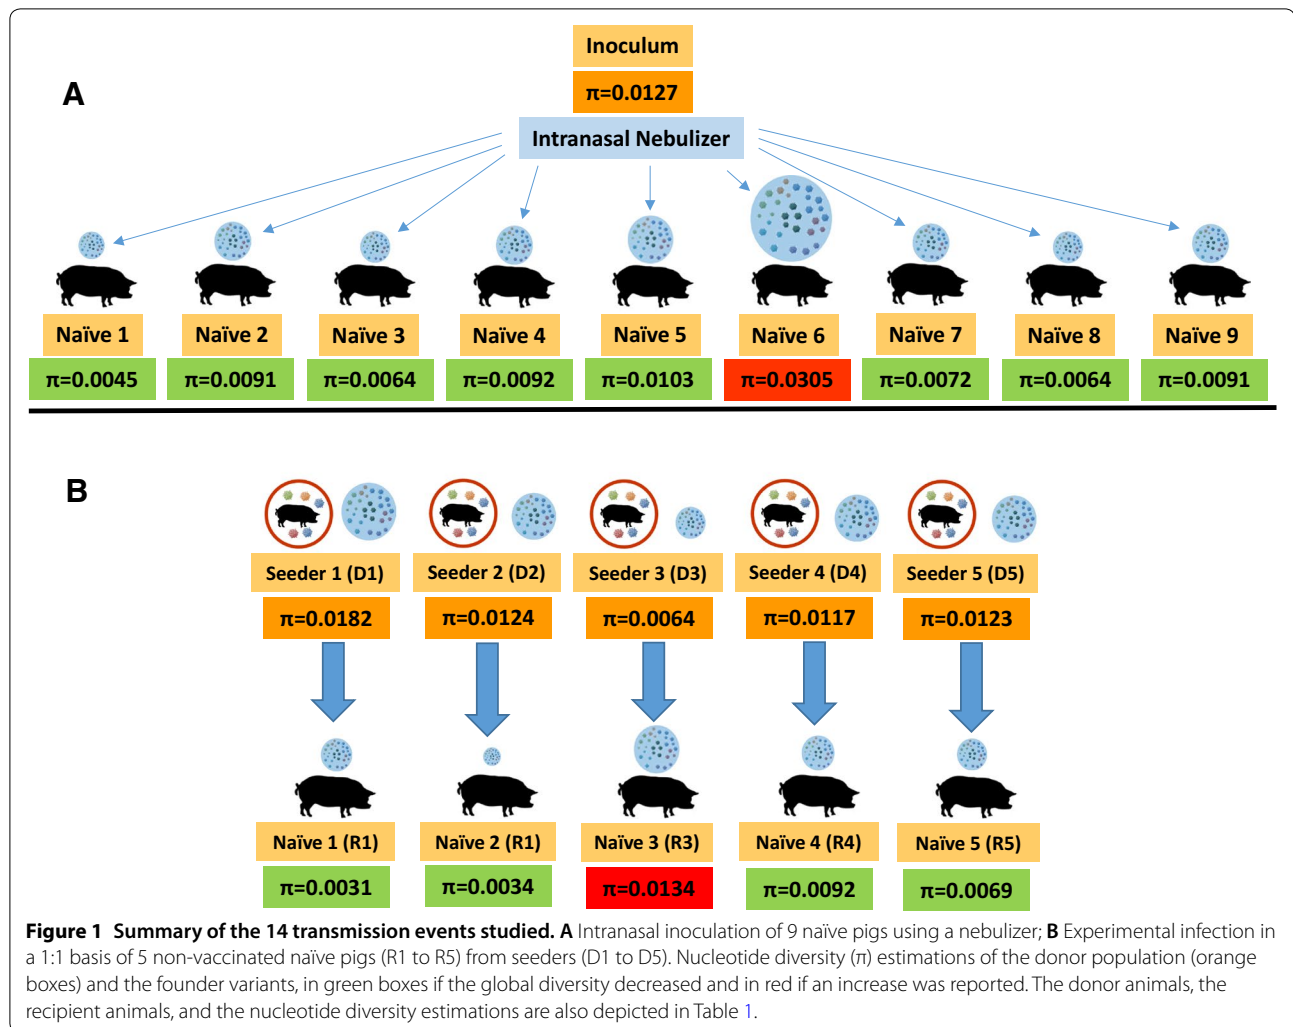 Inoculum
A
π=0.0127
Intranasal Nebulizer
Naïve 1 Naïve 2 Naïve 3 Naïve 4 Naïve 5 Naïve 6 Naïve 7 Naïve 8 Naïve 9
π=0.0045 π=0.0091 π=0.0064 π=0.0092 π=0.0103 π=0.0305 π=0.0072 π=0.0064 π=0.0091
B
Seeder 1 (D1) Seeder 2 (D2) Seeder 3 (D3) Seeder 4 (D4) Seeder 5 (D5)
π=0.0182 π=0.0124 π=0.0064 π=0.0117 π=0.0123
Naïve 1 (R1) Naïve 2 (R1) Naïve 3 (R3) Naïve 4 (R4) Naïve 5 (R5)
π=0.0031 π=0.0034 π=0.0134 π=0.0092 π=0.0069
Figure 1 Summary of the 14 transmission events studied. A Intranasal inoculation of 9 naïve pigs using a nebulizer; B Experimental infection in
a 1:1 basis of 5 non-vaccinated naïve pigs (R1 to R5) from seeders (D1 to D5). Nucleotide diversity (π) estimations of the donor population (orange
boxes) and the founder variants, in green boxes if the global diversity decreased and in red if an increase was reported. The donor animals, the
recipient animals, and the nucleotide diversity estimations are also depicted in Table 1.